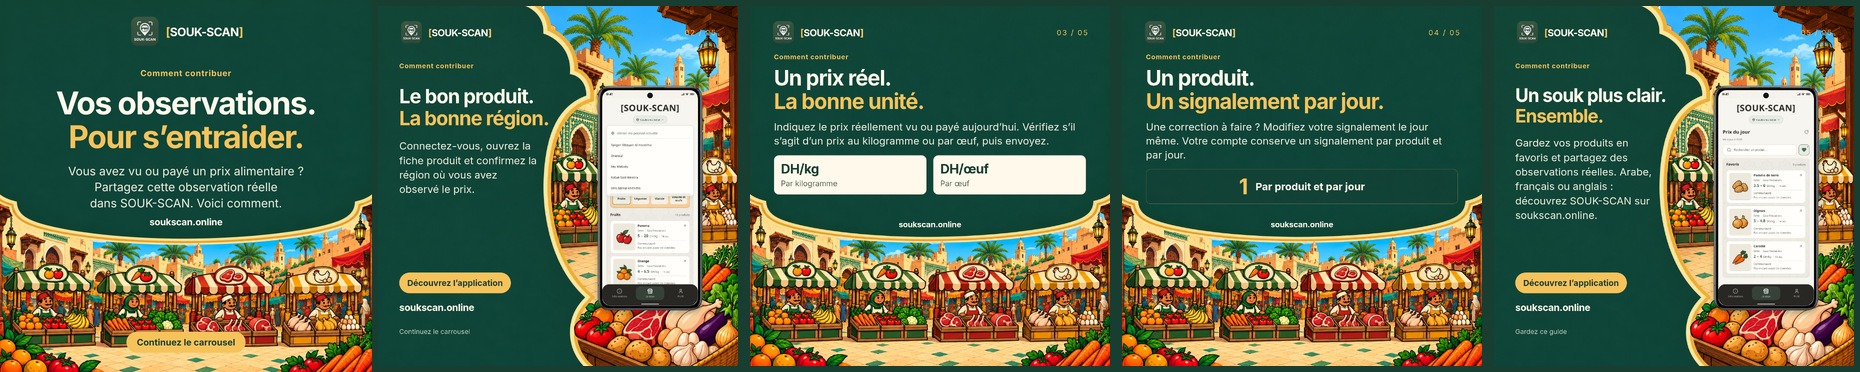 SOUK-SCAN
[SOUK-SCAN]
Comment contribuer
Vos observations.
Pour s'entraider.
Vous avez vu ou payé un prix alimentaire ?
Partagez cette observation réelle
dans SOUK-SCAN. Voici comment.
soukscan.online
Continuez le carrousel
[SOUK-SCAN]
Comment contribuer
Le bon produit.
La bonne région.
Connectez-vous, ouvrez la
fiche produit et confirmez la
région où vous avez
observé le prix.
Découvrez l'application
soukscan.online
Continuez le carrousel
[SOUK-SCAN]
Fruits
[SOUK-SCAN]
03 / 05
Comment contribuer
Un prix réel.
La bonne unité.
Indiquez le prix réellement vu ou payé aujourd'hui. Vérifiez s'il
s'agit d'un prix au kilogramme ou par œuf, puis envoyez.
DH/kg
Par kilogramme
DH/œuf
Par œuf
soukscan.online
[SOUK-SCAN]
04 / 05
Comment contribuer
Un produit.
Un signalement par jour.
Une correction à faire ? Modifiez votre signalement le jour
même. Votre compte conserve un signalement par produit et
par jour.
1 Par produit et par jour
soukscan.online
[SOUK-SCAN]
Comment contribuer
Un souk plus clair.
Ensemble.
Gardez vos produits en
favoris et partagez des
observations réelles. Arabe,
français ou anglais :
découvrez SOUK-SCAN sur
soukscan.online.
Découvrez l'application
soukscan.online
Gardez ce guide
[SOUK-SCAN]
Prix du jour
Favoris